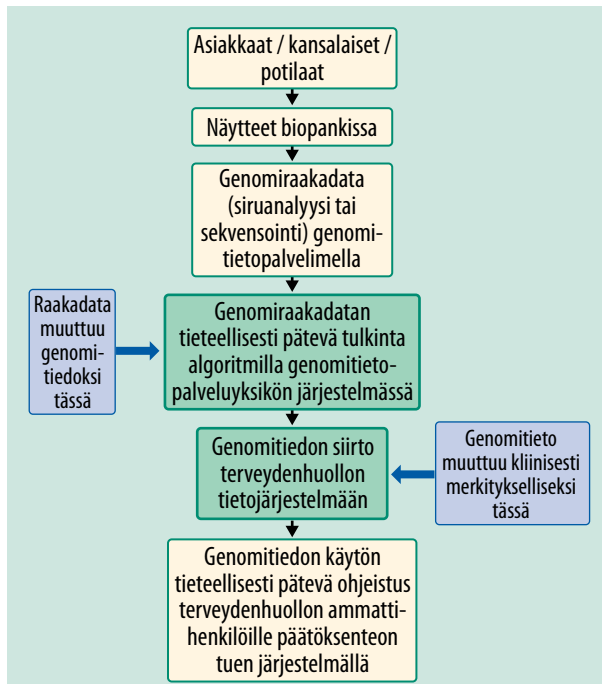 Asiakkaat / kansalaiset /
potilaat
Näytteet biopankissa
Genomiraakadata
(siruanalyysi tai
sekvensointi) genomi-
tietopalvelimella
Raakadata
muuttuu
genomi-
tiedoksi
tässä
Genomiraakadatan
tieteellisesti pätevä tulkinta
algoritmilla genomitieto-
palveluyksikön järjestelmässä
Genomitiedon siirto
terveydenhuollon
tietojärjestelmään
Genomitieto
muuttuu kliinisesti
merkitykselliseksi
tässä
Genomitiedon käytön
tieteellisesti pätevä ohjeistus
terveydenhuollon ammatti-
henkilöille päätöksenteon
tuen järjestelmällä